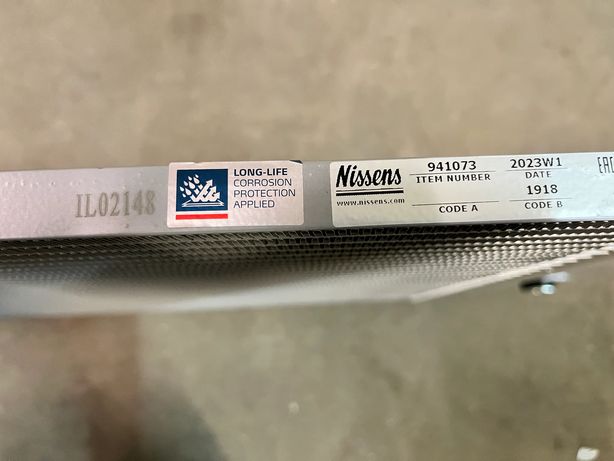 IL02148
LONG-LIFE
CORROSION
PROTECTION
APPLIED
Nissens
www.nissens.com
941073
ITEM NUMBER
CODE A
2023W1
DATE
1918
CODE B
EAC